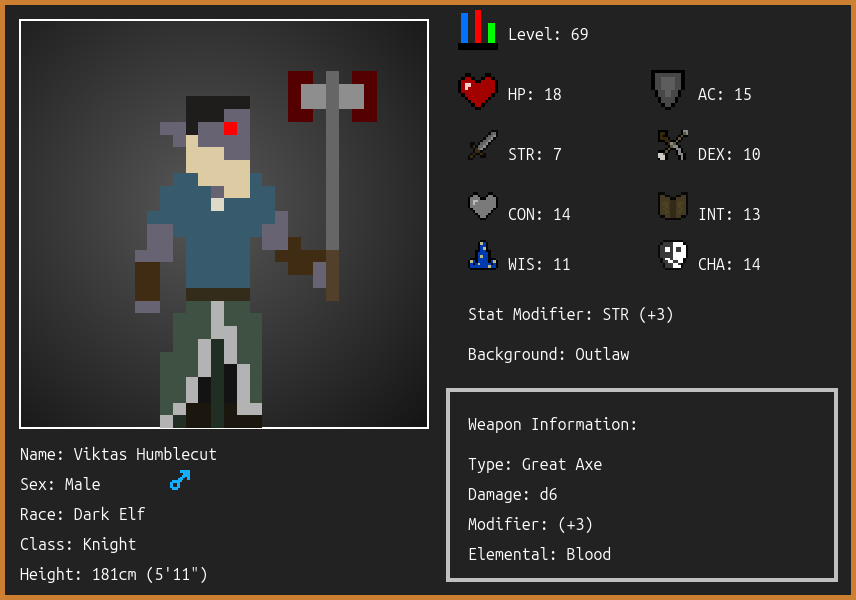 Level: 69
HP: 18
AC: 15
STR: 7
DEX: 10
CON: 14
INT: 13
WIS: 11
CHA: 14
Stat Modifier: STR (+3)
Background: Outlaw
Weapon Information:
Type: Great Axe
Damage: d6
Modifier: (+3)
Elemental: Blood
Name: Viktas Humblecut
Sex: Male
Race: Dark Elf
Class: Knight
Height: 181cm (5'11")